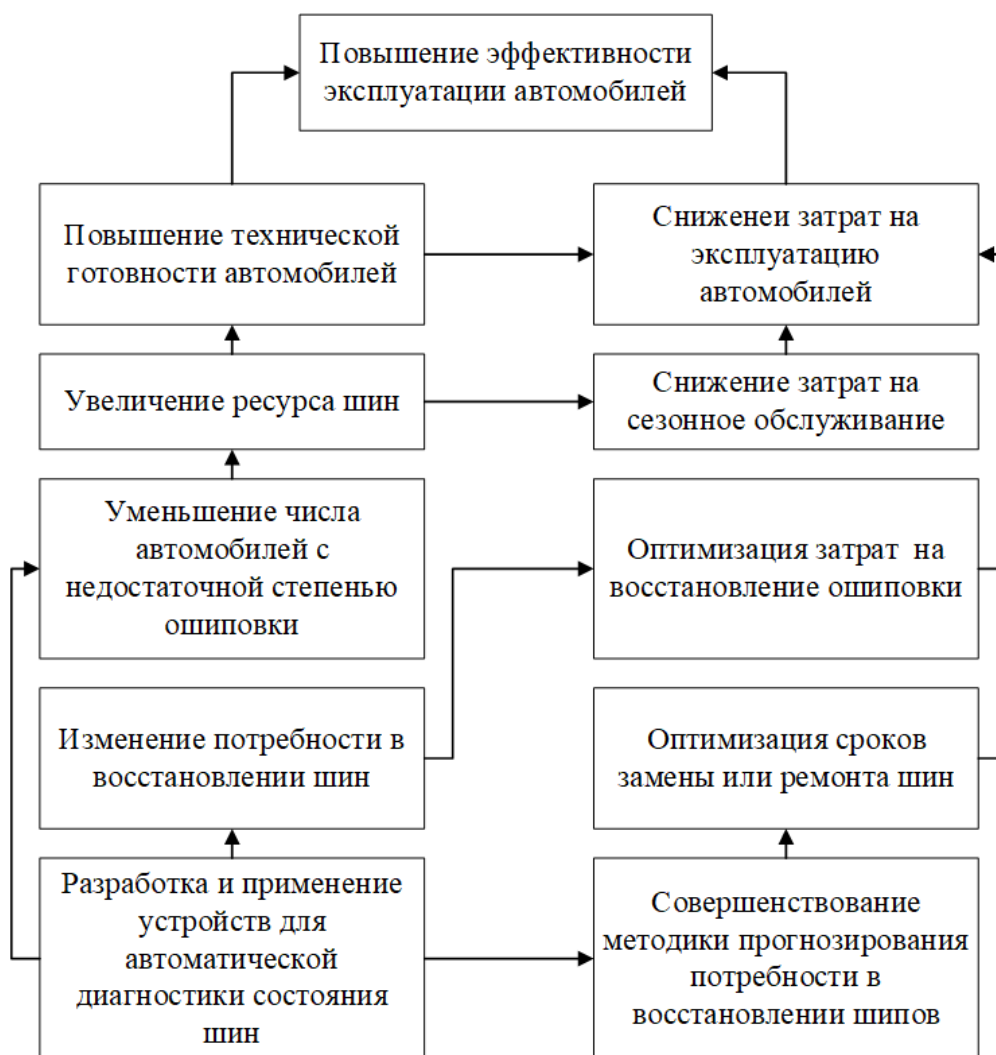 Повышение эффективности
эксплуатации автомобилей
Повышение технической
готовности автомобилей
Сниженеи затрат на
эксплуатацию
автомобилей
Увеличение ресурса шин
Снижение затрат на
сезонное обслуживание
Уменьшение числа
автомобилей с
недостаточной степенью
ошиповки
Оптимизация затрат на
восстановление ошиповки
Изменение потребности в
восстановлении шин
Оптимизация сроков
замены или ремонта шин
Разработка и применение
устройств для
автоматической
диагностики состояния
шин
Совершенствование
методики прогнозирования
потребности в
восстановлении шипов